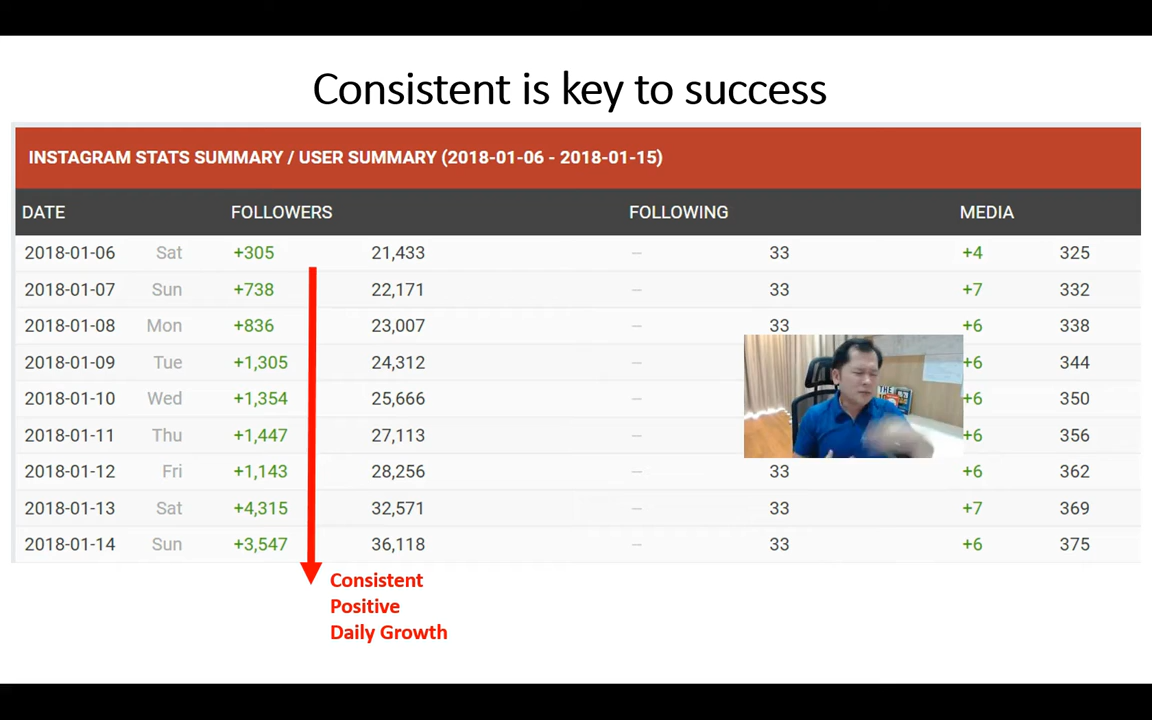 Consistent is key to success
INSTAGRAM STATS SUMMARY / USER SUMMARY (2018-01-06 - 2018-01-15)
DATE FOLLOWERS FOLLOWING MEDIA
2018-01-06 Sat +305 21,433 -- 33 +4 325
2018-01-07 Sun +738 22,171 -- 33 +7 332
2018-01-08 Mon +836 23,007 -- 33 +6 338
2018-01-09 Tue +1,305 24,312 -- +6 344
2018-01-10 Wed +1,354 25,666 -- +6 350
2018-01-11 Thu +1,447 27,113 -- +6 356
2018-01-12 Fri +1,143 28,256 -- 33 +6 362
2018-01-13 Sat +4,315 32,571 -- 33 +7 369
2018-01-14 Sun +3,547 36,118 -- 33 +6 375
Consistent
Positive
Daily Growth